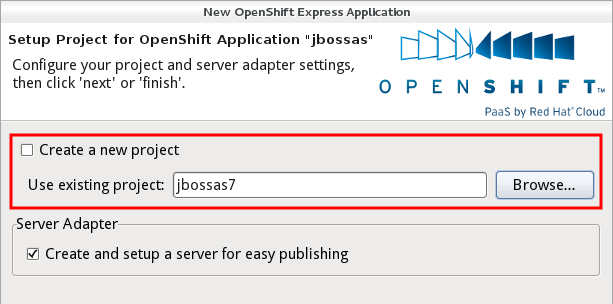 New OpenShift Express Application
Setup Project for OpenShift Application "jbossas"
Configure your project and server adapter settings,
then click 'next' or 'finish'.
OPENSHIFT™
PaaS by Red Hat® Cloud
Create a new project
Use existing project: jbossas7 Browse...
Server Adapter
Create and setup a server for easy publishing